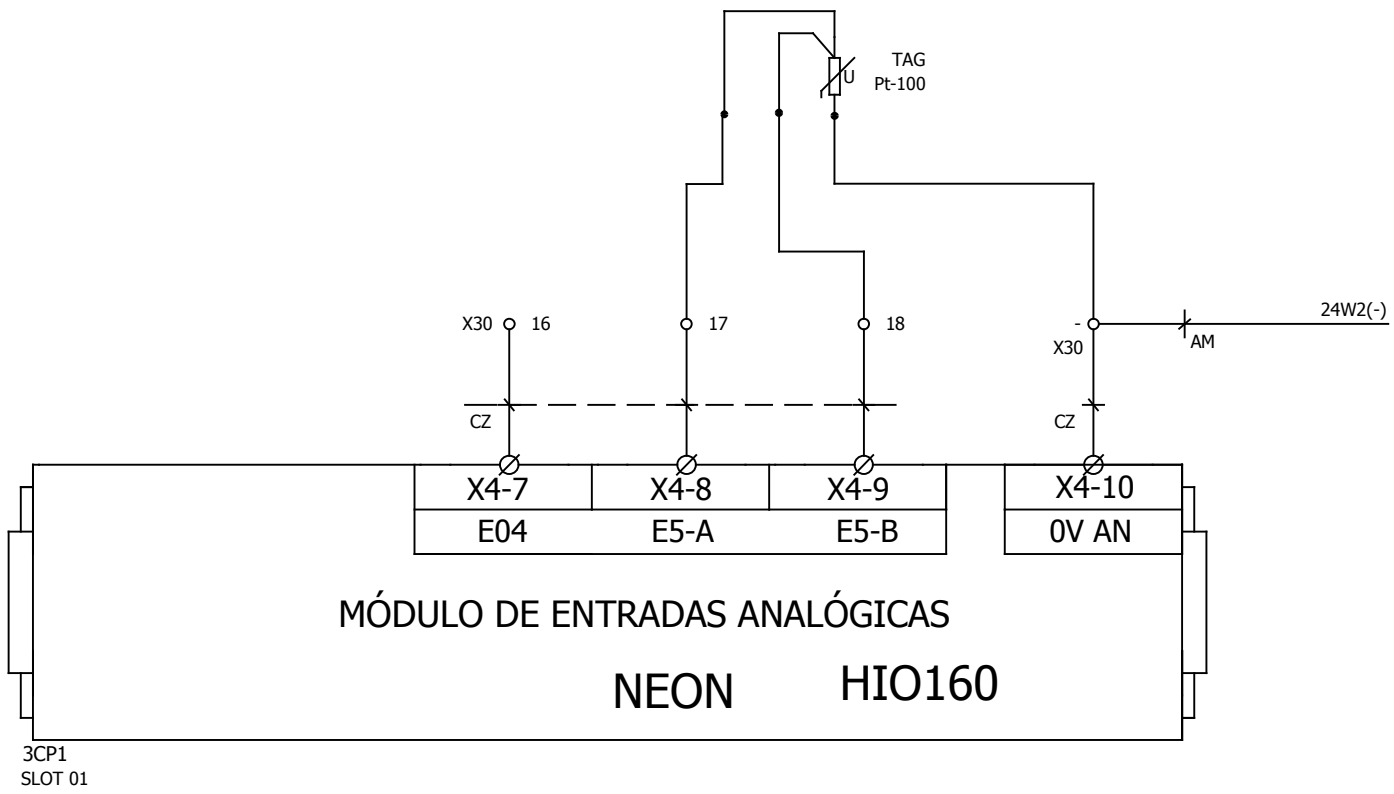 TAG
Pt-100
U
24W2(-)
X30 16 17 18 -
X30
AM
CZ CZ
X4-7 X4-8 X4-9 X4-10
E04 E5-A E5-B 0V AN
MÓDULO DE ENTRADAS ANALÓGICAS
NEON HIO160
3CP1
SLOT 01